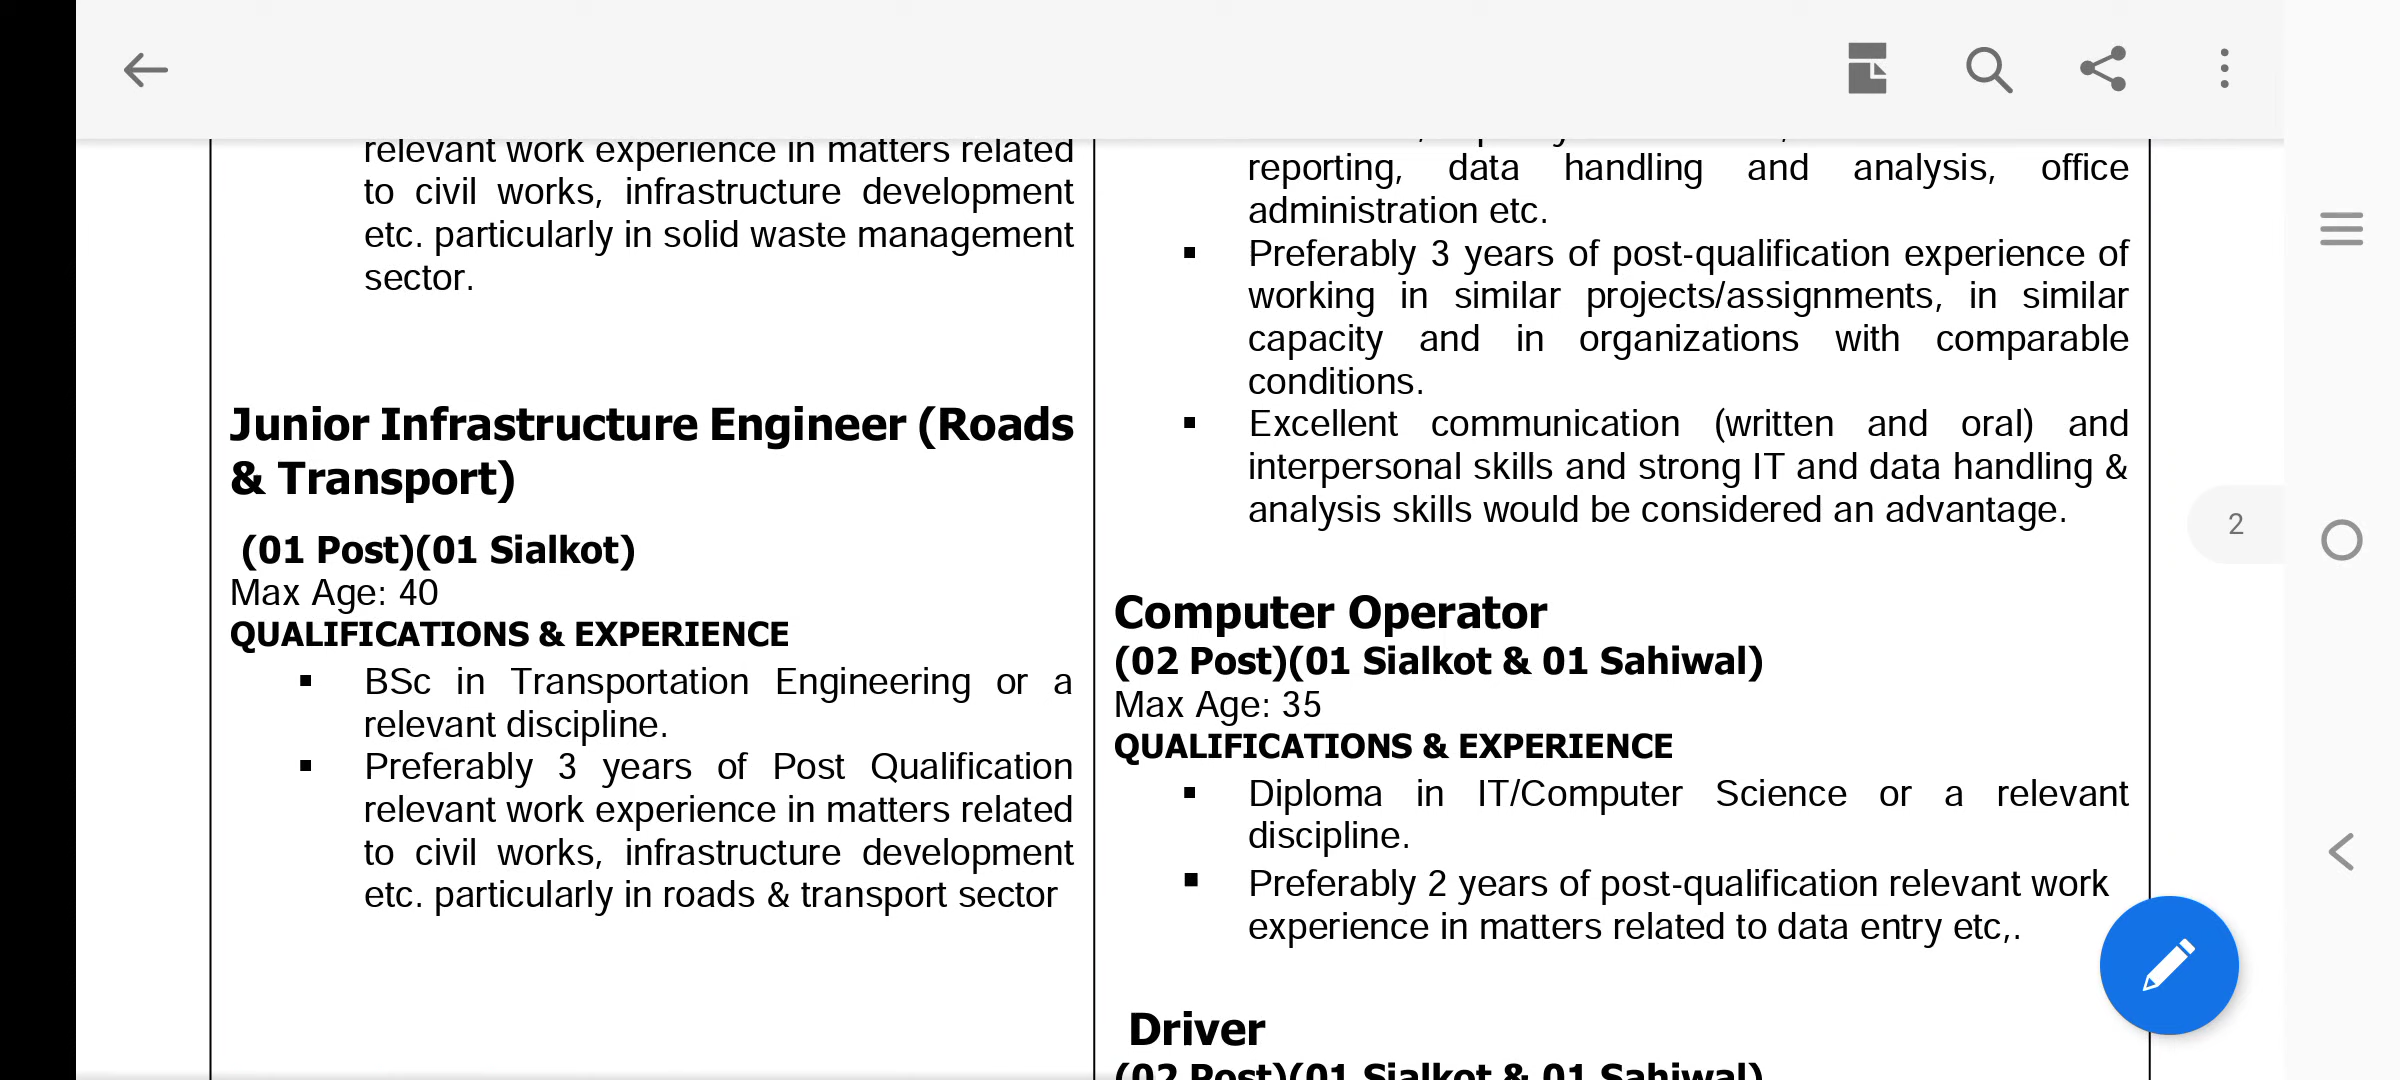 relevant work experience in matters related
to civil works, infrastructure development
etc. particularly in solid waste management
sector.
Junior Infrastructure Engineer (Roads
& Transport)
(01 Post)(01 Sialkot)
Max Age: 40
QUALIFICATIONS & EXPERIENCE
▪ BSc in Transportation Engineering or a
relevant discipline.
▪ Preferably 3 years of Post Qualification
relevant work experience in matters related
to civil works, infrastructure development
etc. particularly in roads & transport sector
reporting, data handling and analysis, office
administration etc.
▪ Preferably 3 years of post-qualification experience of
working in similar projects/assignments, in similar
capacity and in organizations with comparable
conditions.
▪ Excellent communication (written and oral) and
interpersonal skills and strong IT and data handling &
analysis skills would be considered an advantage.
Computer Operator
(02 Post)(01 Sialkot & 01 Sahiwal)
Max Age: 35
QUALIFICATIONS & EXPERIENCE
▪ Diploma in IT/Computer Science or a relevant
discipline.
▪ Preferably 2 years of post-qualification relevant work
experience in matters related to data entry etc,.
Driver
(02 Post)(01 Sialkot & 01 Sahiwal)
2